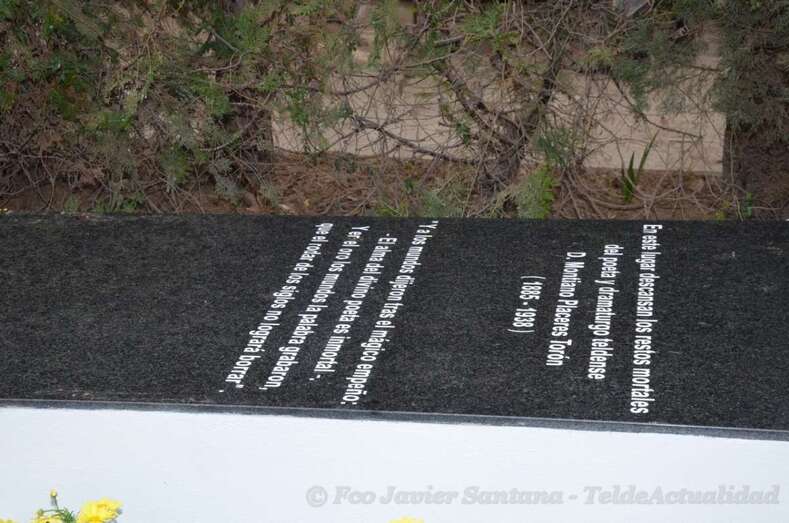 En este lugar descansan los restos mortales
del poeta y dramaturgo teldense
D. Montiano Placeres Torón
( 1885 - 1938 )
"Y a los mundos dijeron tras el mágico empeño:
- El alma del divino poeta es inmortal -.
Y en el oro los mundos la palabra grabaron,
que el rodar de los siglos no logrará borrar".
© Fco Javier Santana - TeldeActualidad